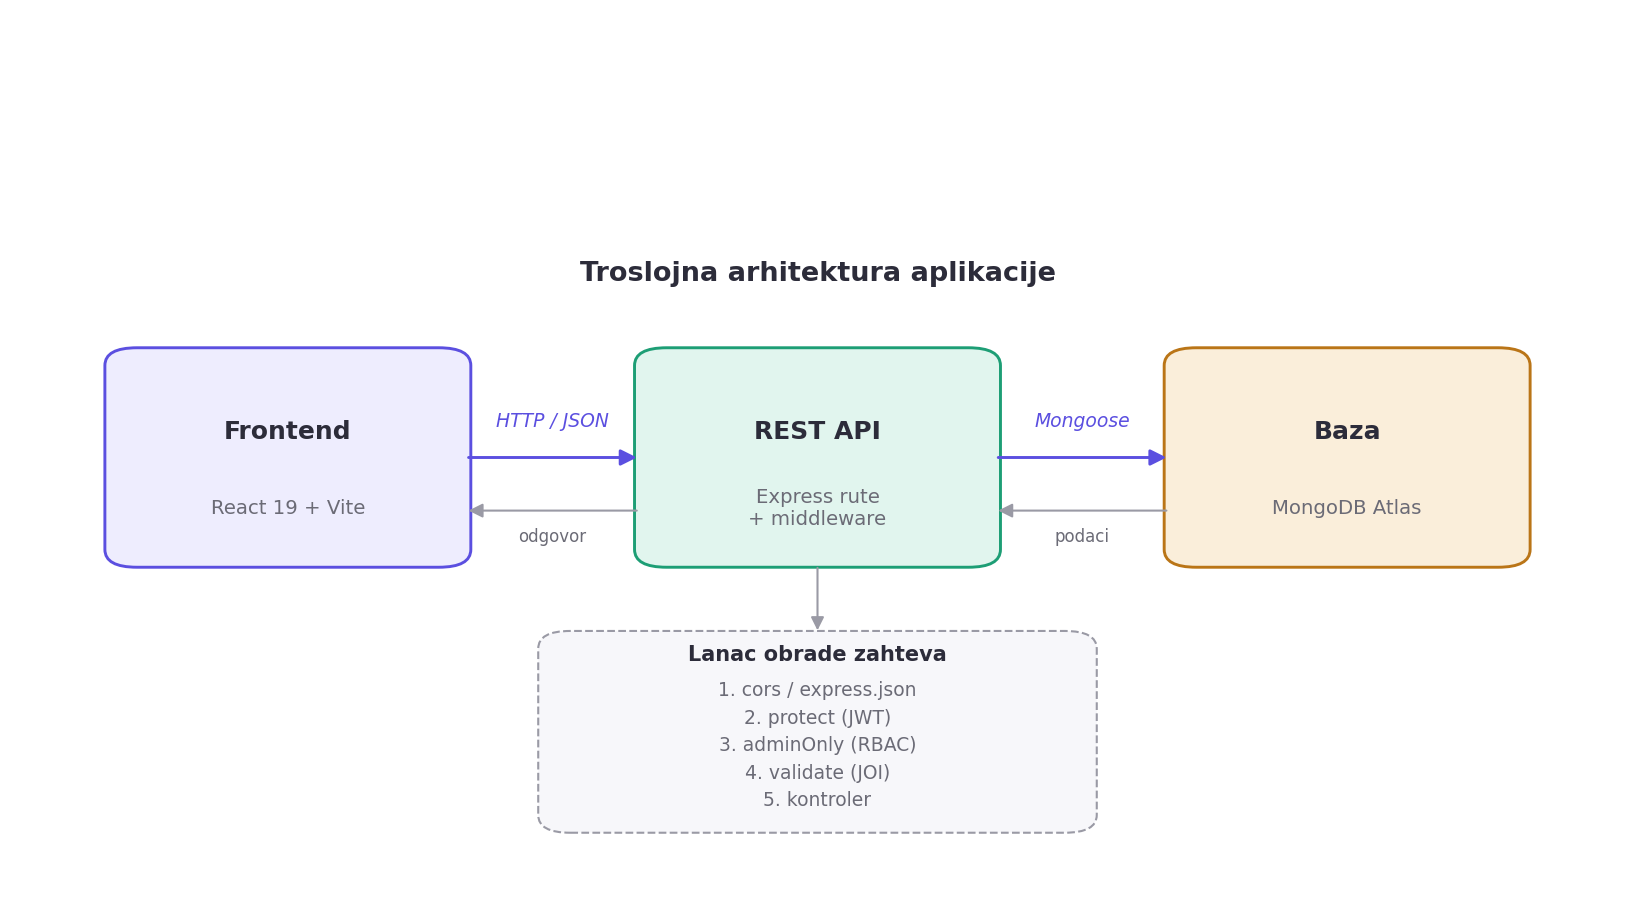 Troslojna arhitektura aplikacije
Frontend
React 19 + Vite
HTTP / JSON
odgovor
REST API
Express rute
+ middleware
Mongoose
podaci
Baza
MongoDB Atlas
Lanac obrade zahteva
1. cors / express.json
2. protect (JWT)
3. adminOnly (RBAC)
4. validate (JOI)
5. kontroler